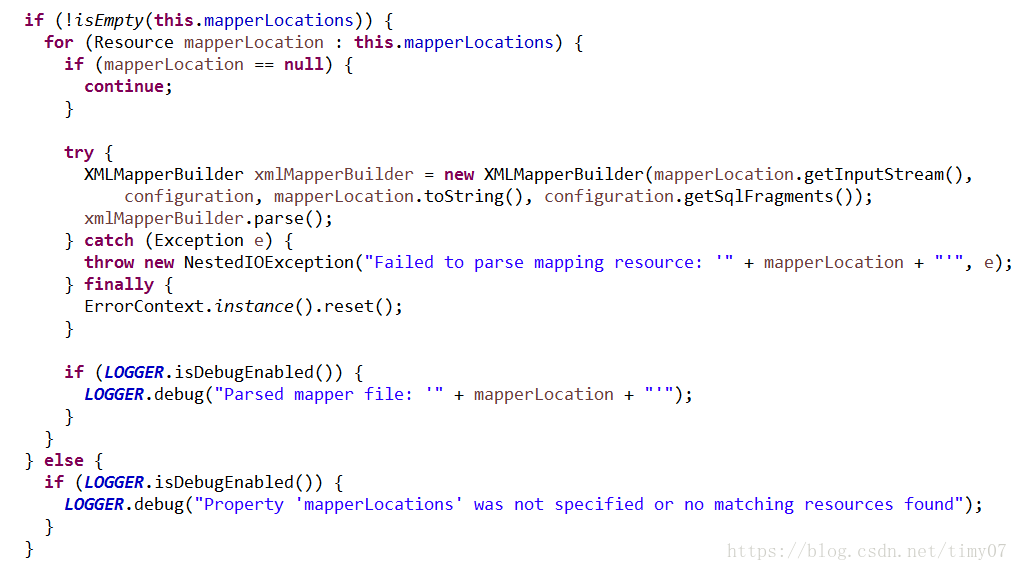 if (!isEmpty(this.mapperLocations)) {
for (Resource mapperLocation : this.mapperLocations) {
if (mapperLocation == null) {
continue;
}
try {
XMLMapperBuilder xmlMapperBuilder = new XMLMapperBuilder(mapperLocation.getInputStream(),
configuration, mapperLocation.toString(), configuration.getSqlFragments());
xmlMapperBuilder.parse();
} catch (Exception e) {
throw new NestedIOException("Failed to parse mapping resource: '" + mapperLocation + "'", e);
} finally {
ErrorContext.instance().reset();
}
if (LOGGER.isDebugEnabled()) {
LOGGER.debug("Parsed mapper file: '" + mapperLocation + "'");
}
}
} else {
if (LOGGER.isDebugEnabled()) {
LOGGER.debug("Property 'mapperLocations' was not specified or no matching resources found");
}
}
https://blog.csdn.net/timy07